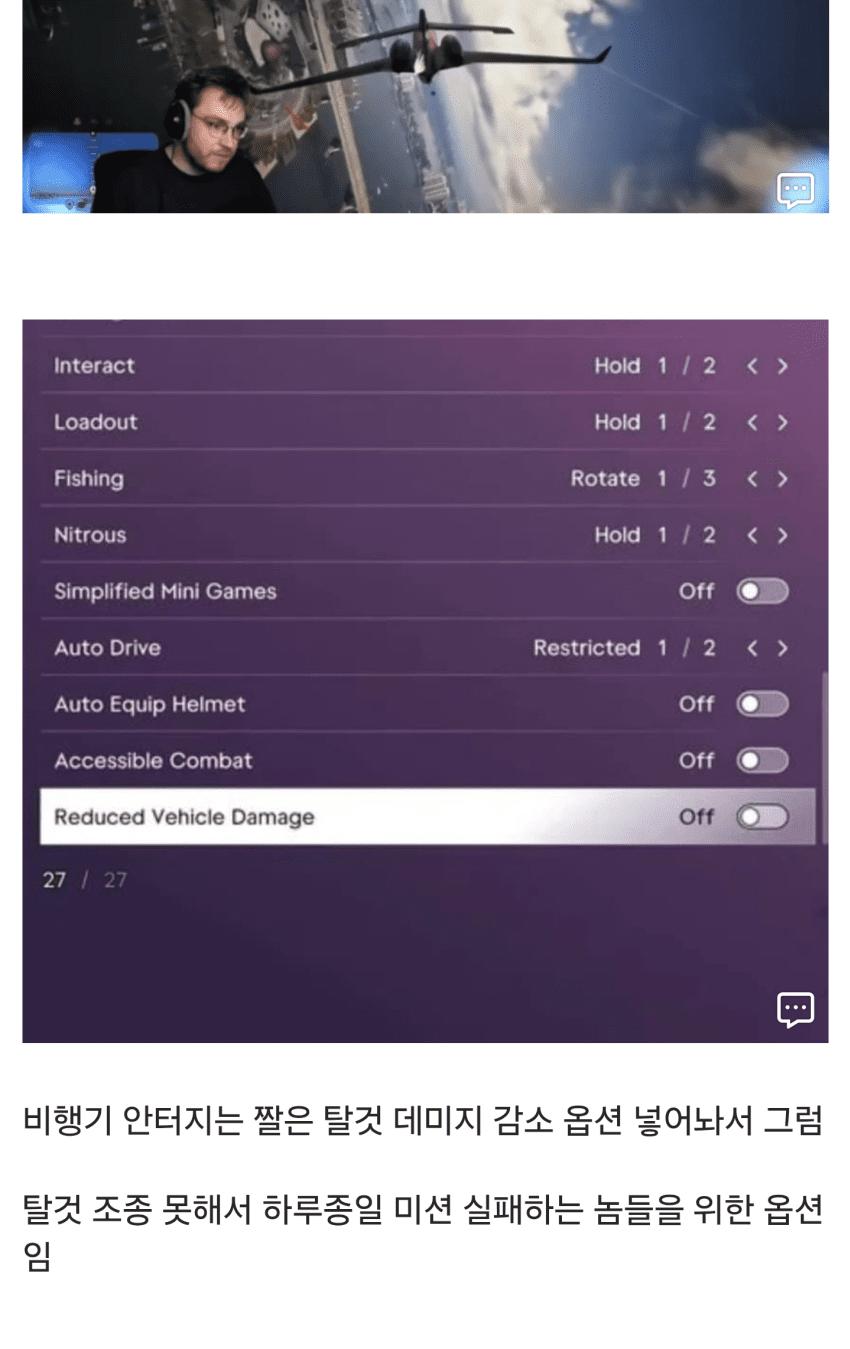 Interact Hold 1 / 2 < >
Loadout Hold 1 / 2 < >
Fishing Rotate 1 / 3 < >
Nitrous Hold 1 / 2 < >
Simplified Mini Games Off
Auto Drive Restricted 1 / 2 < >
Auto Equip Helmet Off
Accessible Combat Off
Reduced Vehicle Damage Off
27 / 27
비행기 안터지는 짤은 탈것 데미지 감소 옵션 넣어놔서 그럼
탈것 조종 못해서 하루종일 미션 실패하는 놈들을 위한 옵션
임